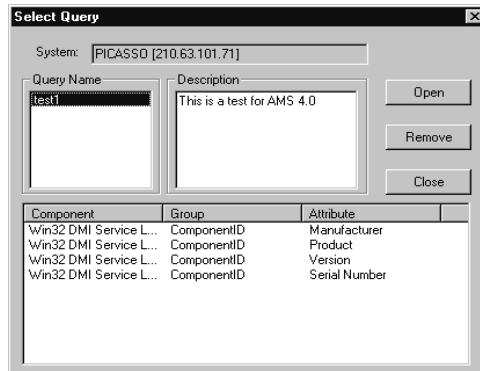 Select Query
System: PICASSO [210.63.101.71]
Query Name
Description
test1
This is a test for AMS 4.0
Open
Remove
Close
Component Group Attribute
Win32 DMI Service L... ComponentID Manufacturer
Win32 DMI Service L... ComponentID Product
Win32 DMI Service L... ComponentID Version
Win32 DMI Service L... ComponentID Serial Number